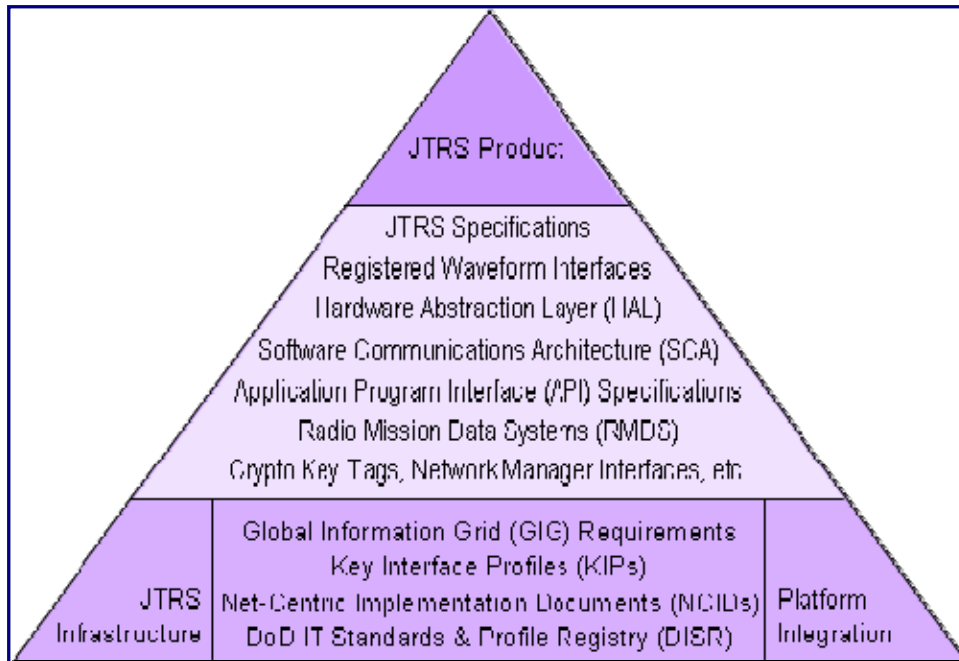 JTRS Product
JTRS Specifications
Registered Waveform Interfaces
Hardware Abstraction Layer (HAL)
Software Communications Architecture (SCA)
Application Program Interface (API) Specifications
Radio Mission Data Systems (RMDS)
Crypto Key Tags, Network Manager Interfaces, etc
Global Information Grid (GIG) Requirements
Key Interface Profiles (KIPs)
Net-Centric Implementation Documents (NCIDs)
DoD IT Standards & Profile Registry (DISR)
JTRS
Infrastructure
Platform
Integration